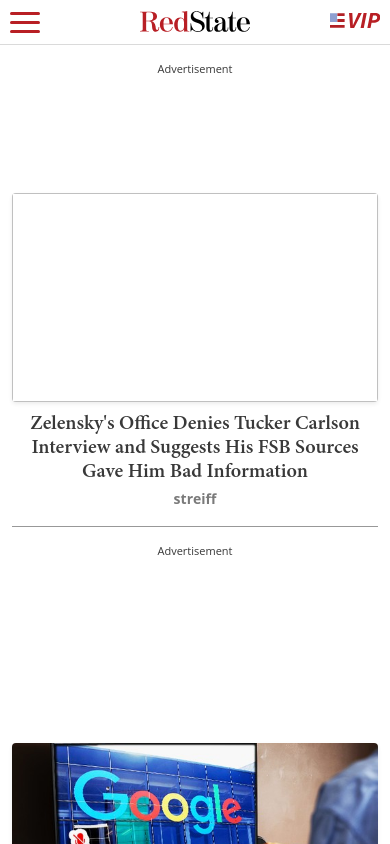 RedState
VIP
Advertisement
Zelensky's Office Denies Tucker Carlson
Interview and Suggests His FSB Sources
Gave Him Bad Information
streiff
Advertisement
Google